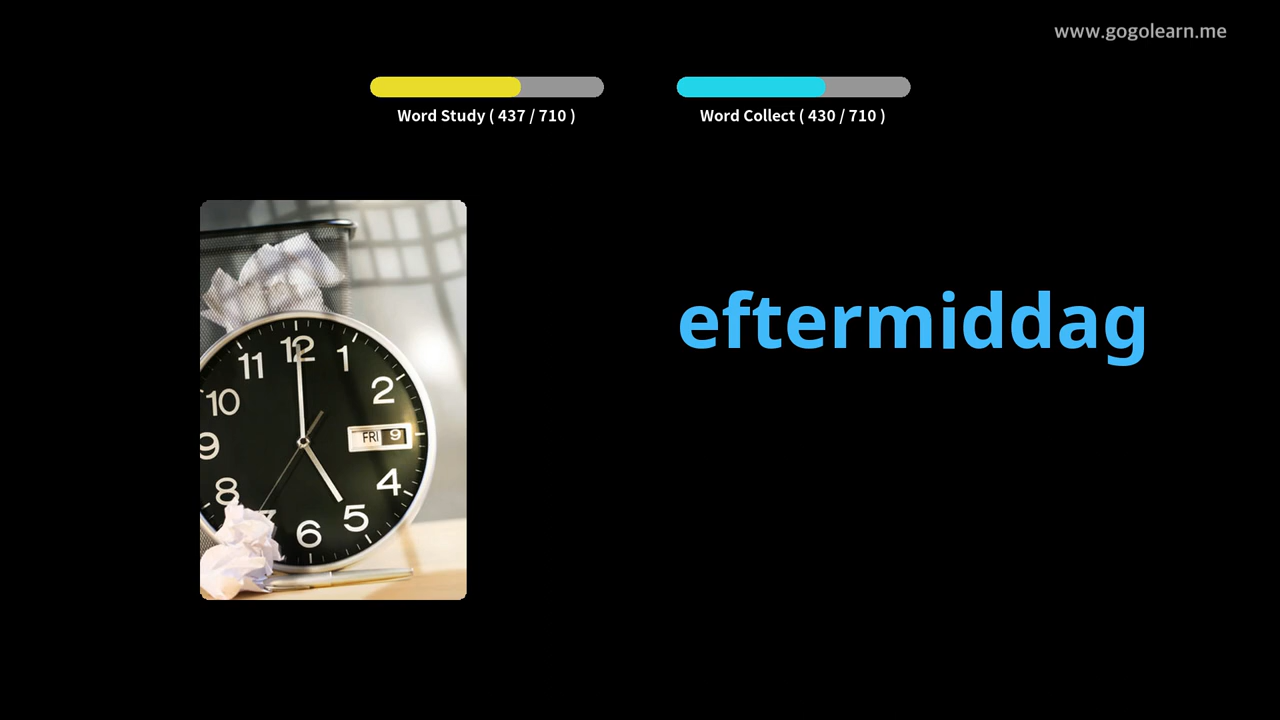 www.gogolearn.me
Word Study ( 437 / 710 )
Word Collect ( 430 / 710 )
eftermiddag
12
11
1
10
2
9
FRI 9
8
4
7
5
6